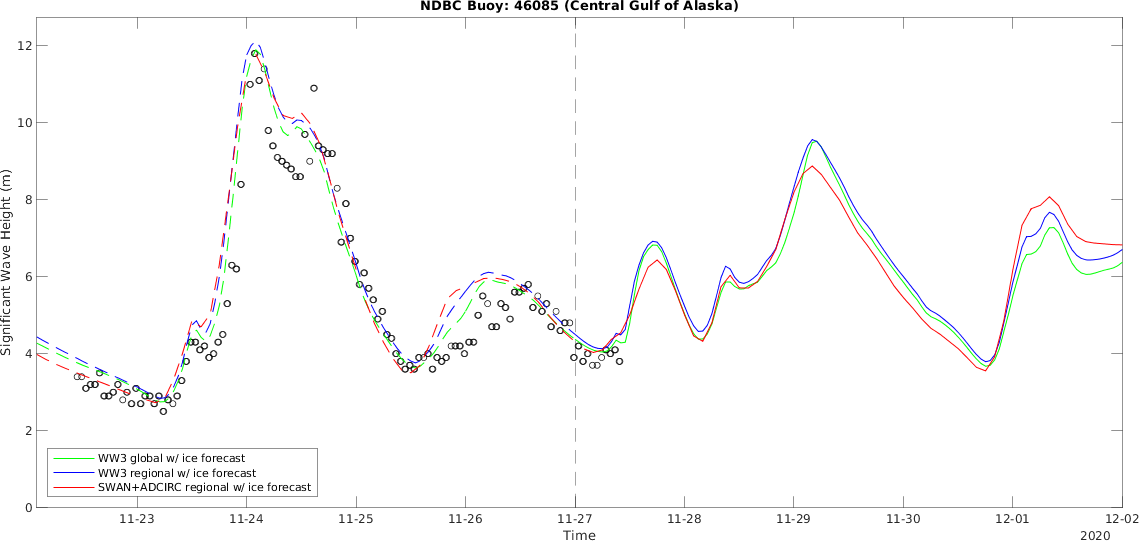 NDBC Buoy: 46085 (Central Gulf of Alaska)
12
10
8
6
4
2
0
Significant Wave Height (m)
WW3 global w/ ice forecast
WW3 regional w/ ice forecast
SWAN+ADCIRC regional w/ ice forecast
11-23 11-24 11-25 11-26 11-27 11-28 11-29 11-30 12-01 12-02
Time
2020